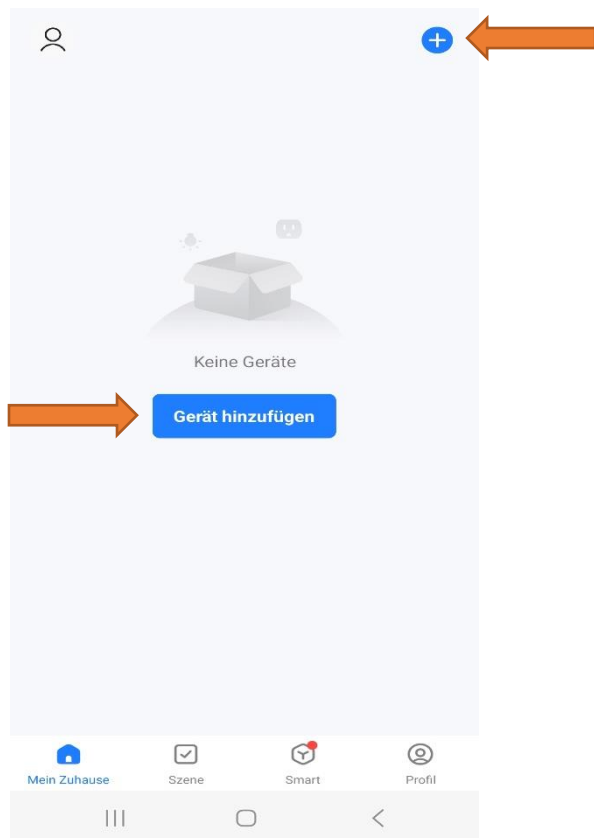 Keine Geräte
Gerät hinzufügen
Mein Zuhause
Szene
Smart
Profil